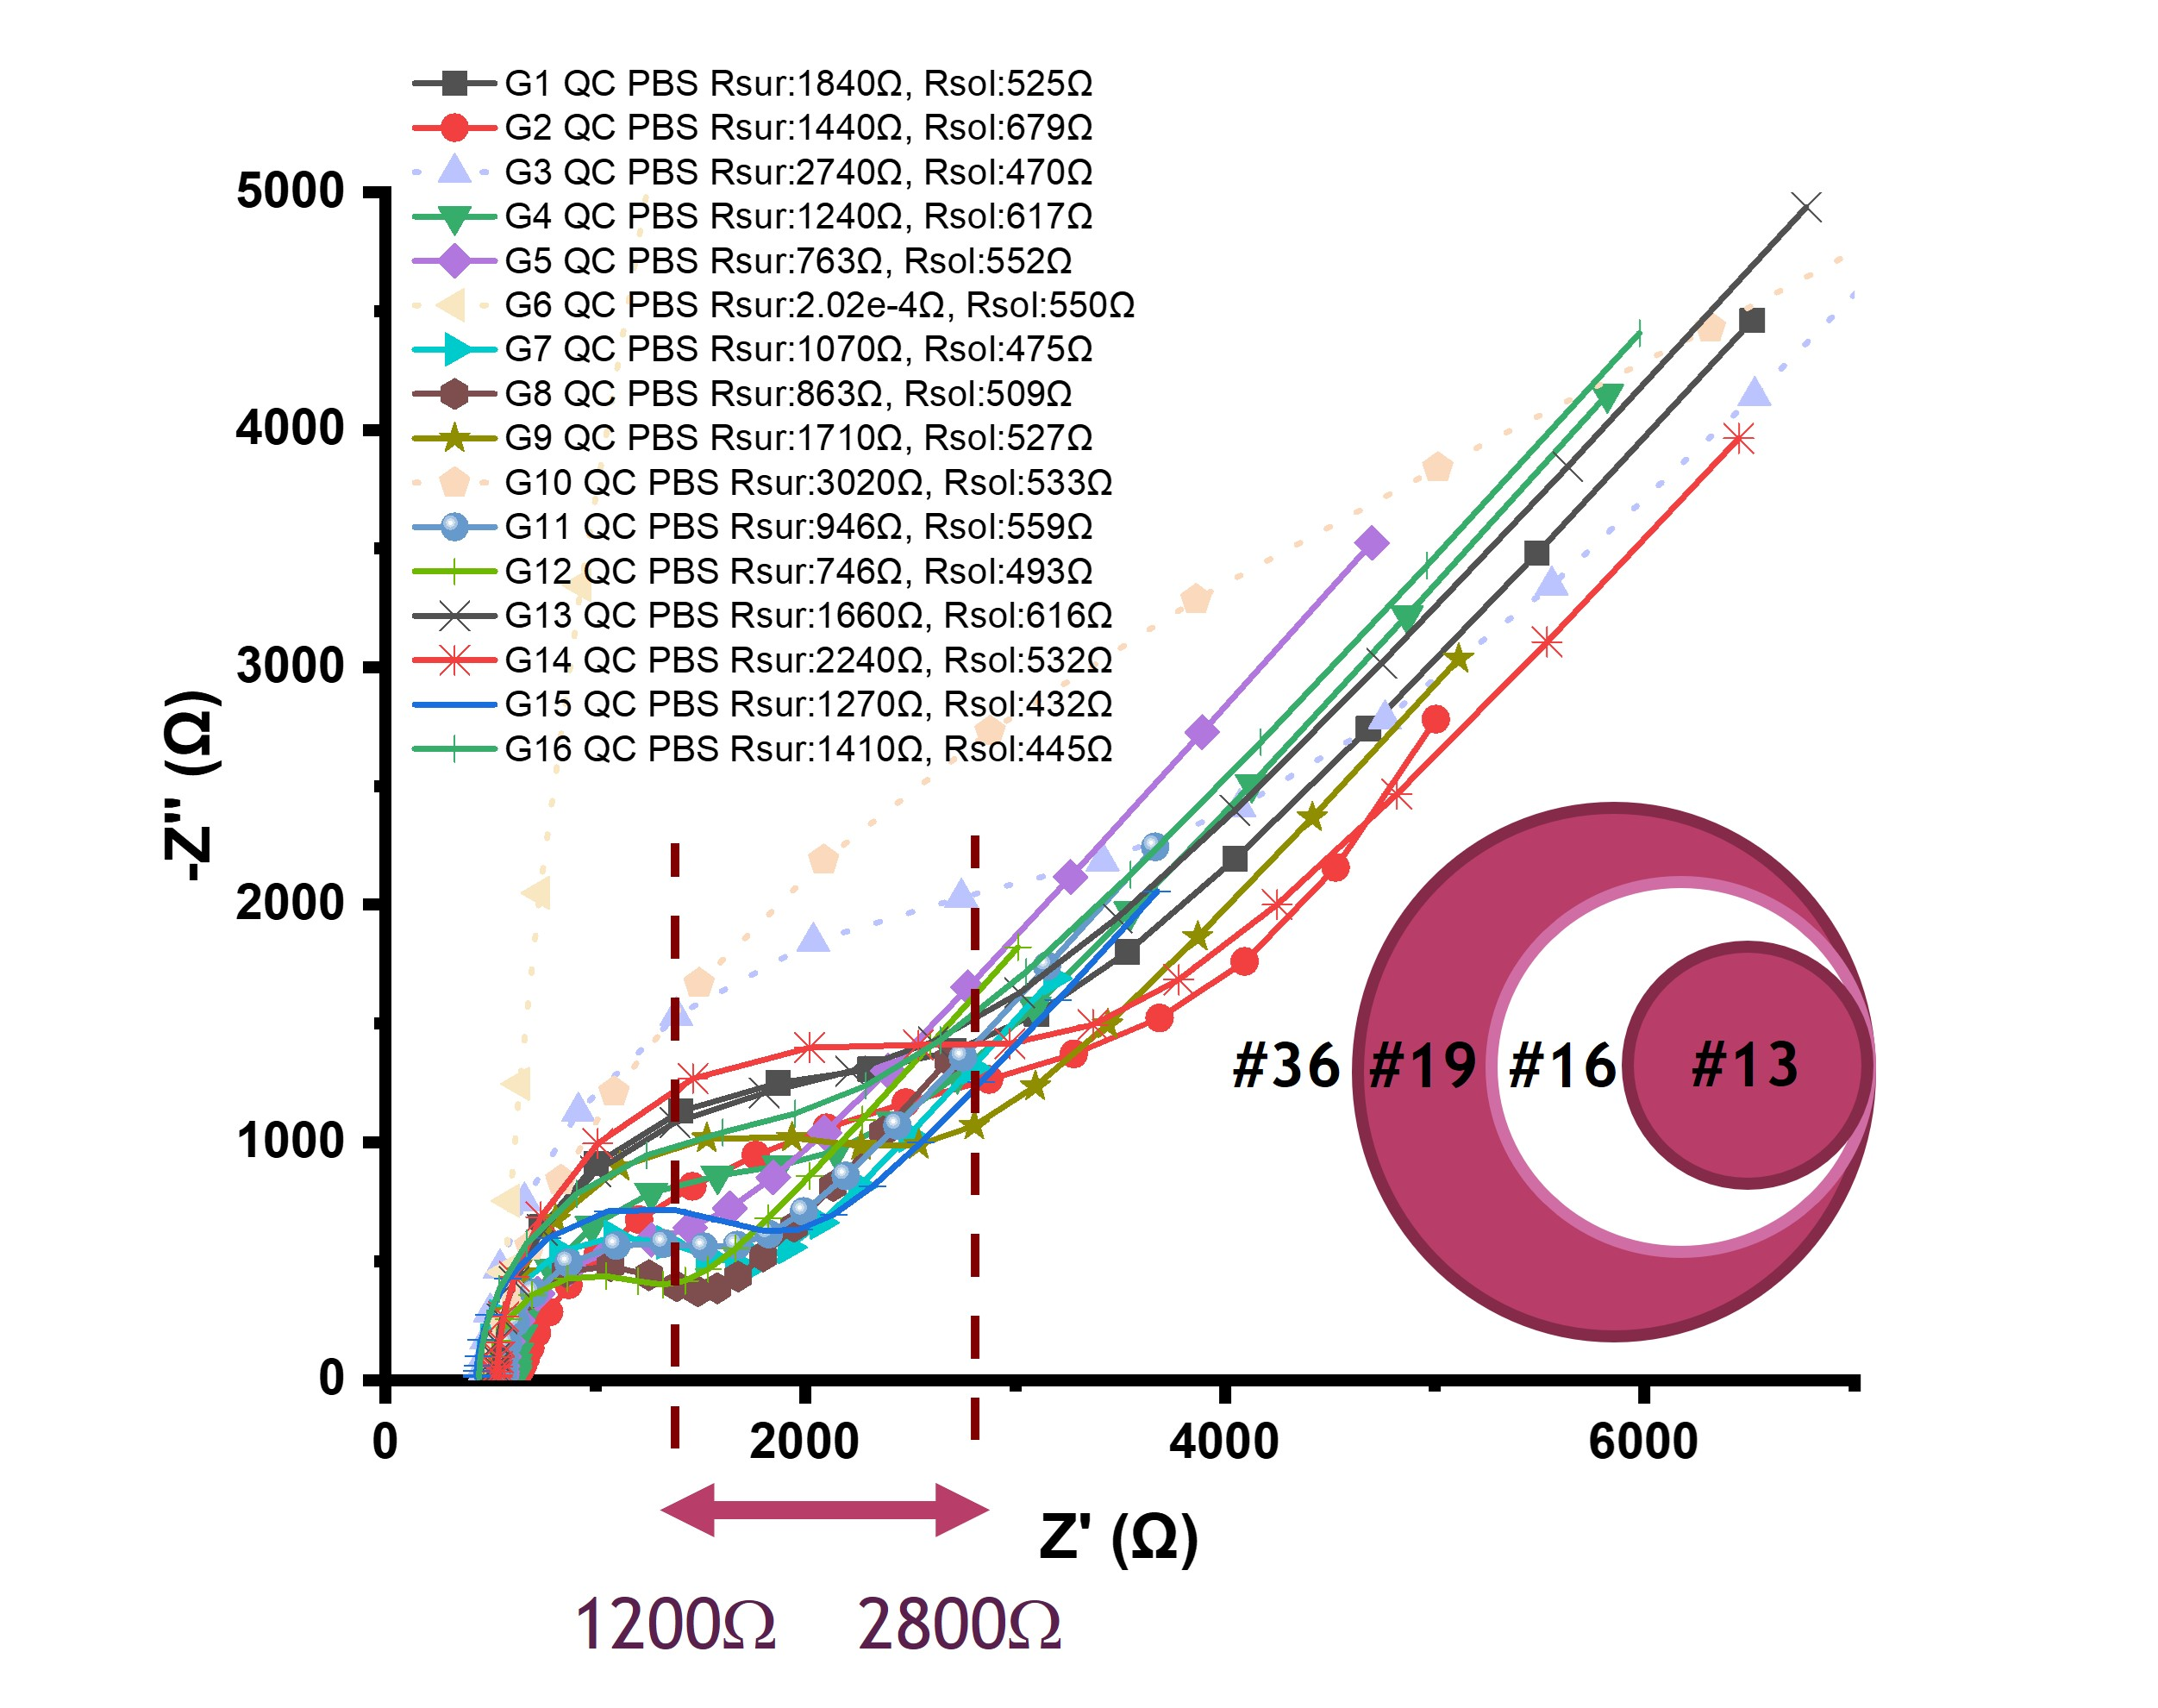 G1 QC PBS Rsur:1840Ω, Rsol:525Ω
G2 QC PBS Rsur:1440Ω, Rsol:679Ω
G3 QC PBS Rsur:2740Ω, Rsol:470Ω
G4 QC PBS Rsur:1240Ω, Rsol:617Ω
G5 QC PBS Rsur:763Ω, Rsol:552Ω
G6 QC PBS Rsur:2.02e-4Ω, Rsol:550Ω
G7 QC PBS Rsur:1070Ω, Rsol:475Ω
G8 QC PBS Rsur:863Ω, Rsol:509Ω
G9 QC PBS Rsur:1710Ω, Rsol:527Ω
G10 QC PBS Rsur:3020Ω, Rsol:533Ω
G11 QC PBS Rsur:946Ω, Rsol:559Ω
G12 QC PBS Rsur:746Ω, Rsol:493Ω
G13 QC PBS Rsur:1660Ω, Rsol:616Ω
G14 QC PBS Rsur:2240Ω, Rsol:532Ω
G15 QC PBS Rsur:1270Ω, Rsol:432Ω
G16 QC PBS Rsur:1410Ω, Rsol:445Ω
5000
4000
3000
2000
1000
0
-Z" (Ω)
#36 #19 #16 #13
0 2000 4000 6000
Z' (Ω)
1200Ω 2800Ω